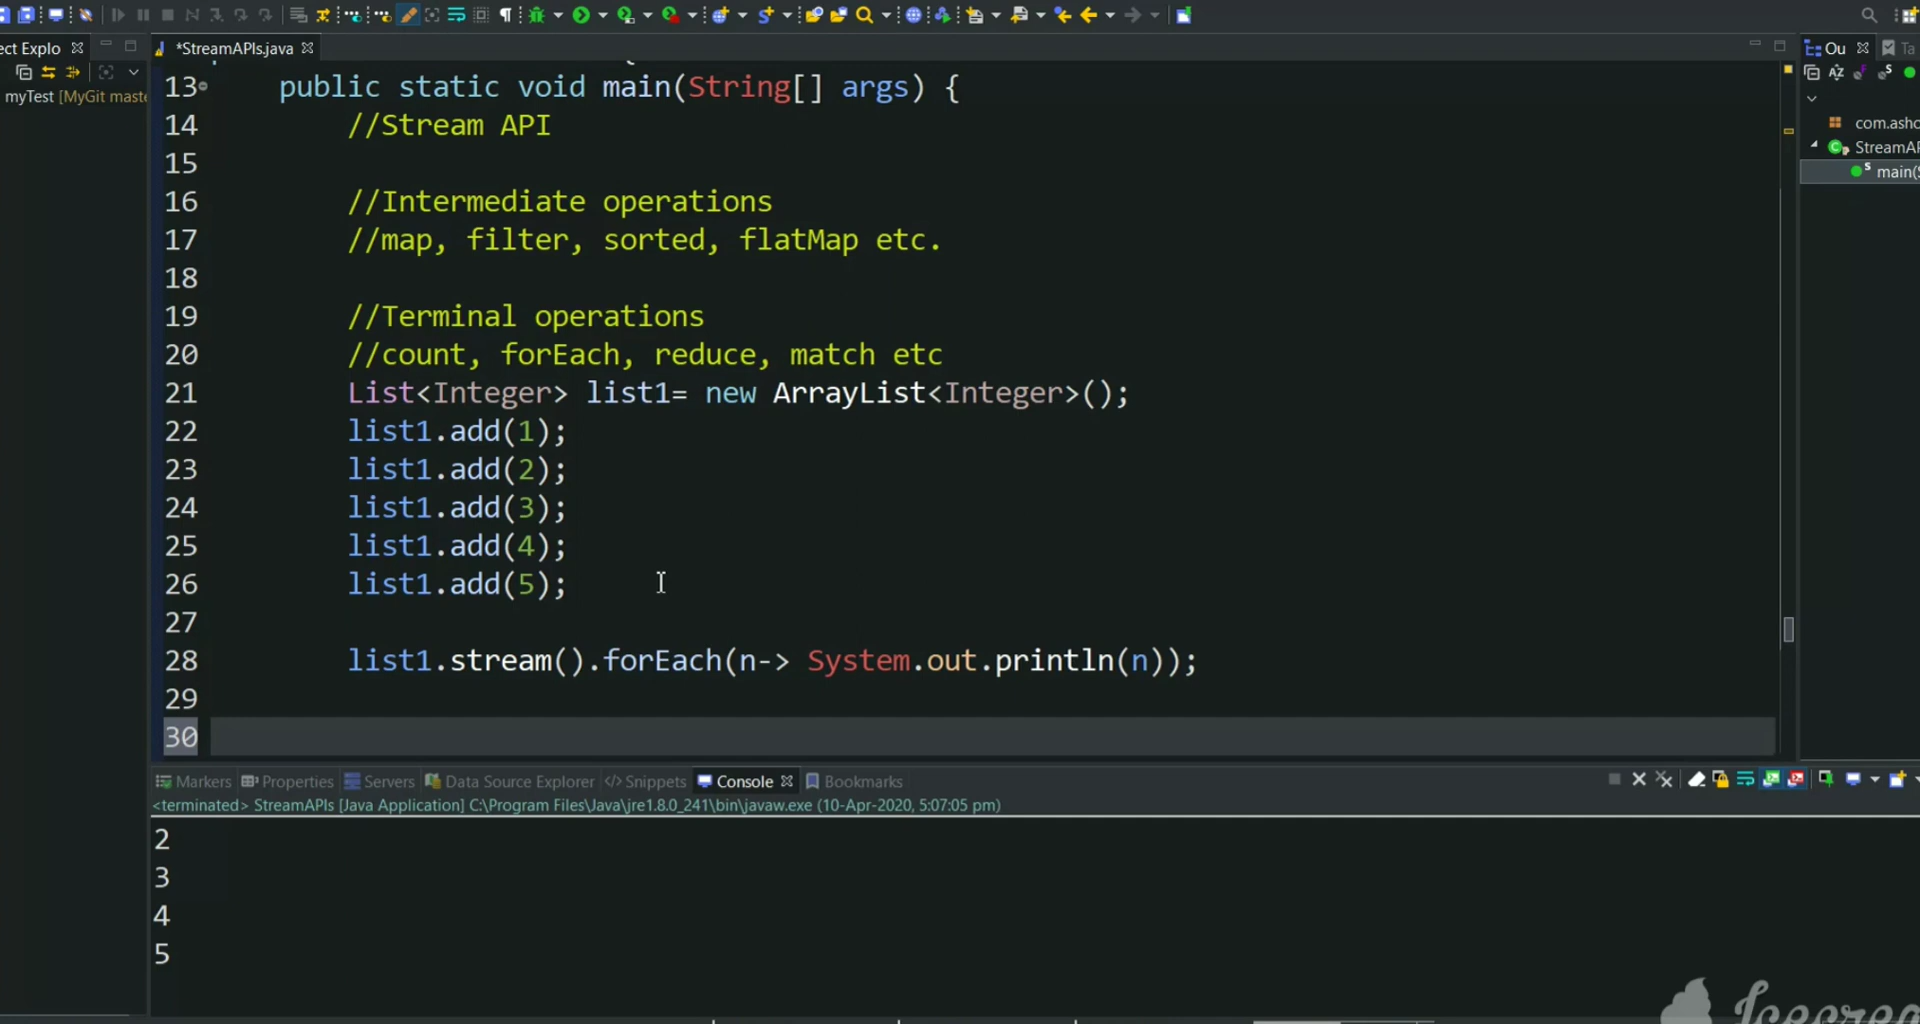 ect Explo
*StreamAPIs.java
Ou
Ta
myTest [MyGit maste
13 public static void main(String[] args) {
14 //Stream API
15
16 //Intermediate operations
17 //map, filter, sorted, flatMap etc.
18
19 //Terminal operations
20 //count, forEach, reduce, match etc
21 List<Integer> list1= new ArrayList<Integer>();
22 list1.add(1);
23 list1.add(2);
24 list1.add(3);
25 list1.add(4);
26 list1.add(5);
27
28 list1.stream().forEach(n-> System.out.println(n));
29
30
com.asho
StreamAP
main(S
Markers Properties Servers Data Source Explorer Snippets Console Bookmarks
<terminated> StreamAPIs [Java Application] C:\Program Files\Java\jre1.8.0_241\bin\javaw.exe (10-Apr-2020, 5:07:05 pm)
2
3
4
5
Icecrea